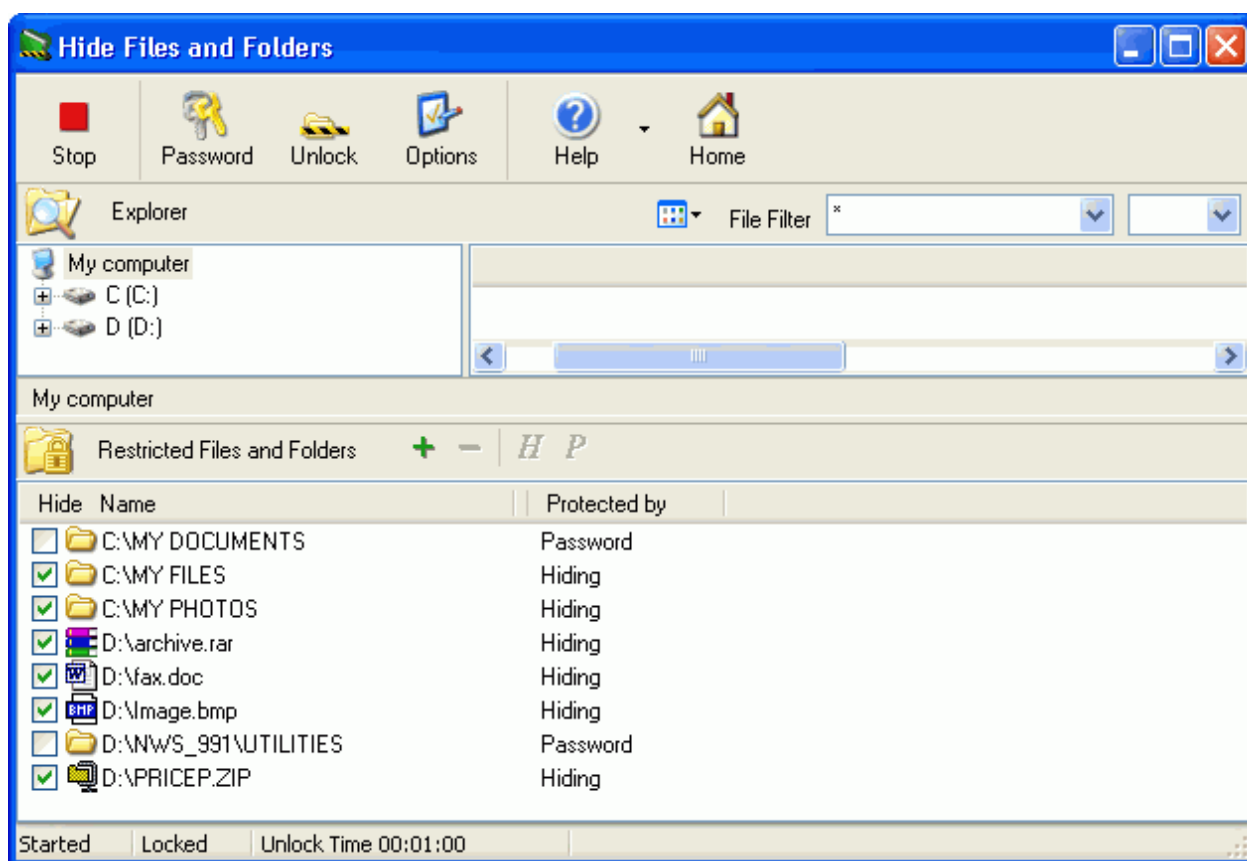 Hide Files and Folders
Stop Password Unlock Options Help Home
Explorer File Filter *
My computer
C (C:)
D (D:)
My computer
Restricted Files and Folders H P
Hide Name Protected by
C:\MY DOCUMENTS Password
C:\MY FILES Hiding
C:\MY PHOTOS Hiding
D:\archive.rar Hiding
D:\fax.doc Hiding
BMP D:\Image.bmp Hiding
D:\NWS_991\UTILITIES Password
D:\PRICEP.ZIP Hiding
Started Locked Unlock Time 00:01:00